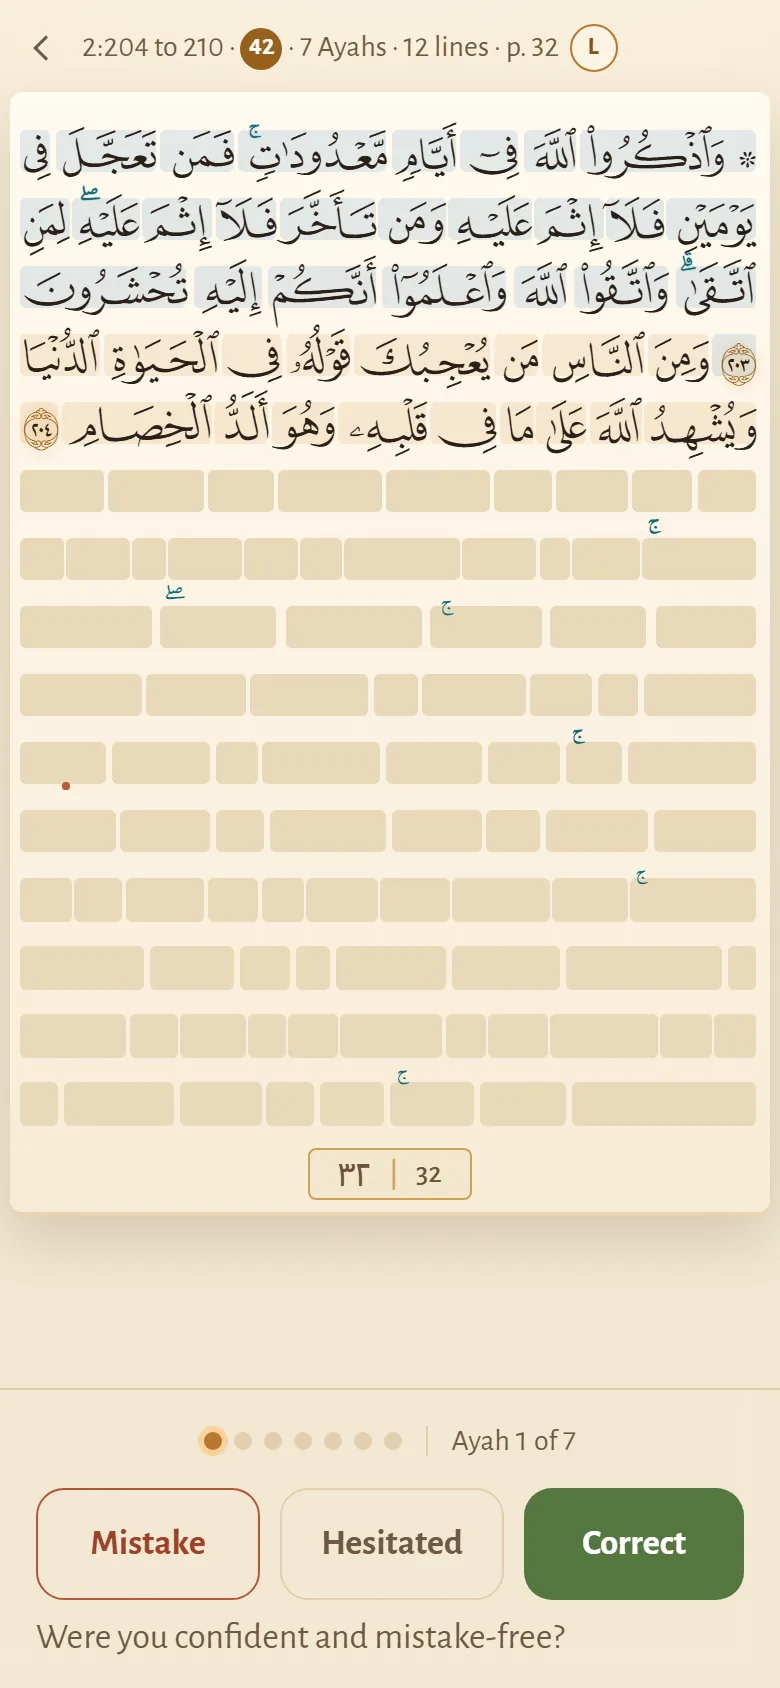 2:204 to 210 · 42 · 7 Ayahs · 12 lines · p. 32 L
۞ وَٱذْكُرُوا۟ ٱللَّهَ فِىٓ أَيَّامٍ مَّعْدُودَٰتٍ ۚ فَمَن تَعَجَّلَ فِى
يَوْمَيْنِ فَلَآ إِثْمَ عَلَيْهِ وَمَن تَأَخَّرَ فَلَآ إِثْمَ عَلَيْهِ ۖ لِمَنِ
ٱتَّقَىٰ ۗ وَٱتَّقُوا۟ ٱللَّهَ وَٱعْلَمُوٓا۟ أَنَّكُمْ إِلَيْهِ تُحْشَرُونَ
٢٠٣ وَمِنَ ٱلنَّاسِ مَن يُعْجِبُكَ قَوْلُهُۥ فِى ٱلْحَيَوٰةِ ٱلدُّنْيَا
وَيُشْهِدُ ٱللَّهَ عَلَىٰ مَا فِى قَلْبِهِۦ وَهُوَ أَلَدُّ ٱلْخِصَامِ ٢٠٤
ۚ
ۖ ۚ
ۚ
ۚ
ۚ
٣٢ | 32
Ayah 1 of 7
Mistake Hesitated Correct
Were you confident and mistake-free?